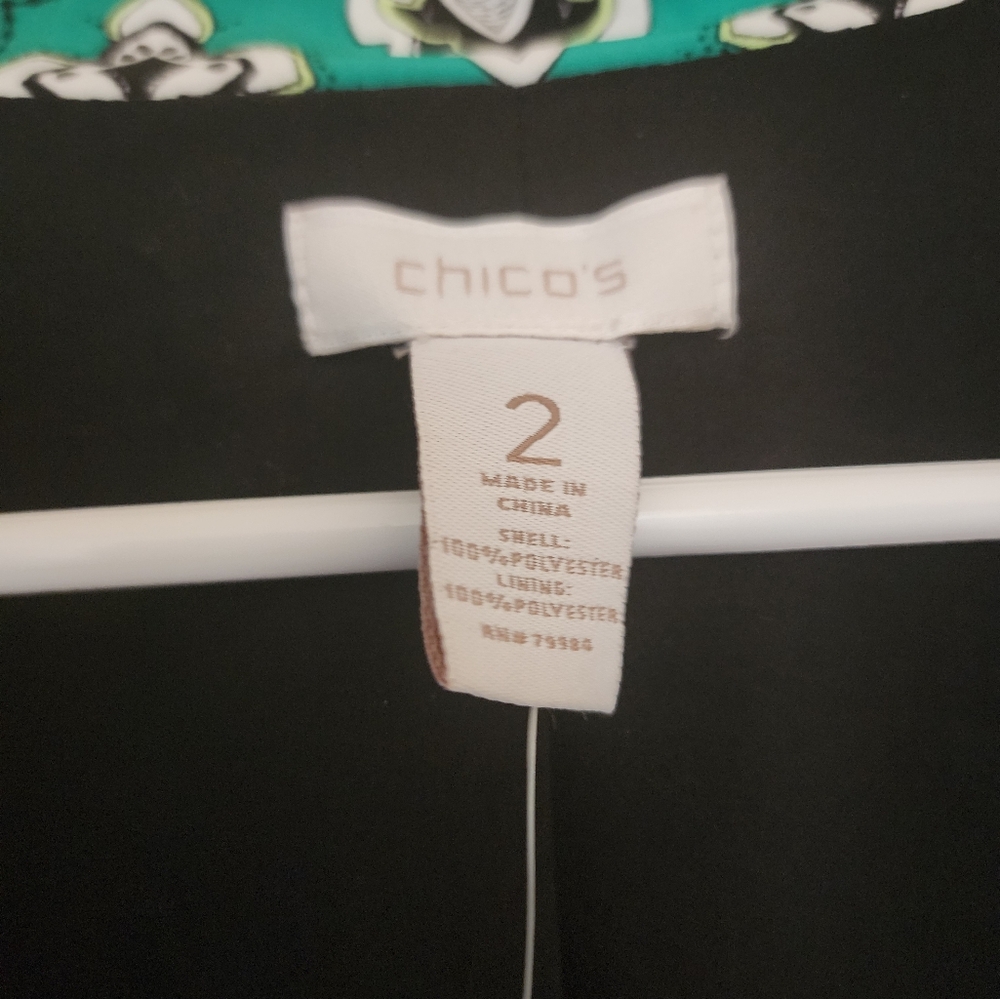 chico's
2
MADE IN
CHINA
SHELL:
100%POLYESTER
LINING:
100%POLYESTER
RN# 79984